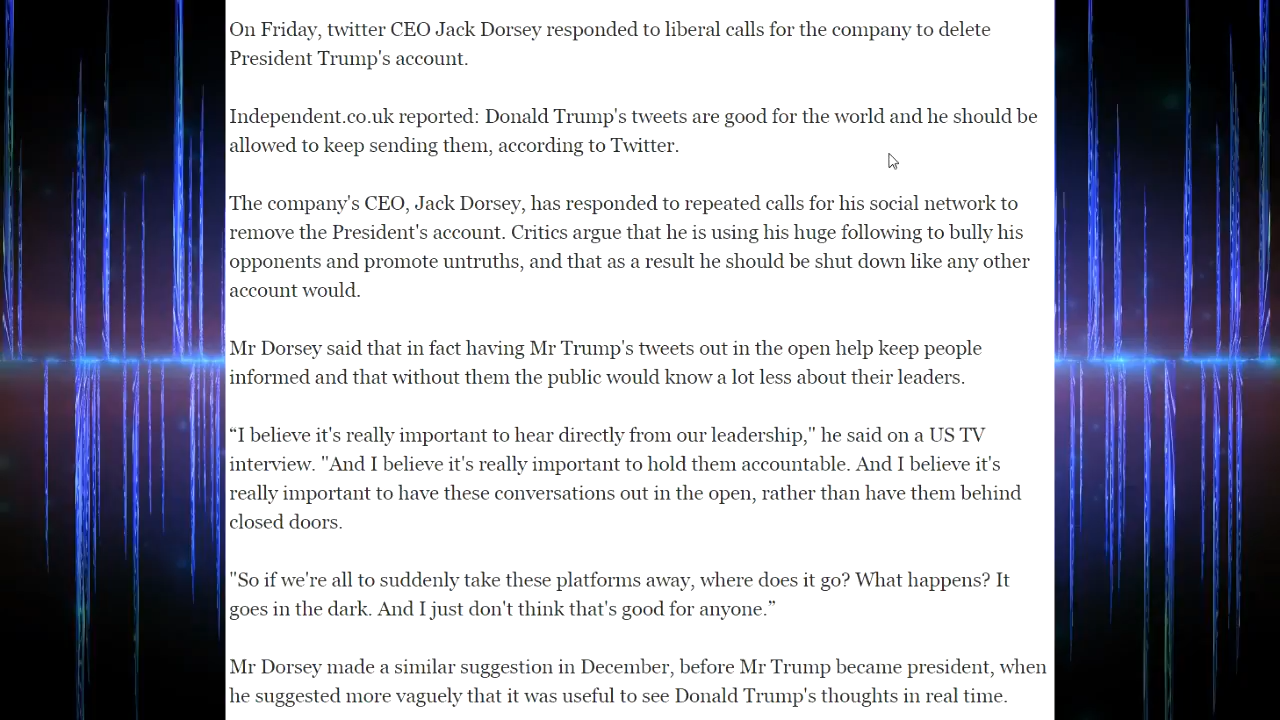 On Friday, twitter CEO Jack Dorsey responded to liberal calls for the company to delete
President Trump's account.
Independent.co.uk reported: Donald Trump's tweets are good for the world and he should be
allowed to keep sending them, according to Twitter.
The company's CEO, Jack Dorsey, has responded to repeated calls for his social network to
remove the President's account. Critics argue that he is using his huge following to bully his
opponents and promote untruths, and that as a result he should be shut down like any other
account would.
Mr Dorsey said that in fact having Mr Trump's tweets out in the open help keep people
informed and that without them the public would know a lot less about their leaders.
“I believe it's really important to hear directly from our leadership," he said on a US TV
interview. "And I believe it's really important to hold them accountable. And I believe it's
really important to have these conversations out in the open, rather than have them behind
closed doors.
"So if we're all to suddenly take these platforms away, where does it go? What happens? It
goes in the dark. And I just don't think that's good for anyone.”
Mr Dorsey made a similar suggestion in December, before Mr Trump became president, when
he suggested more vaguely that it was useful to see Donald Trump's thoughts in real time.